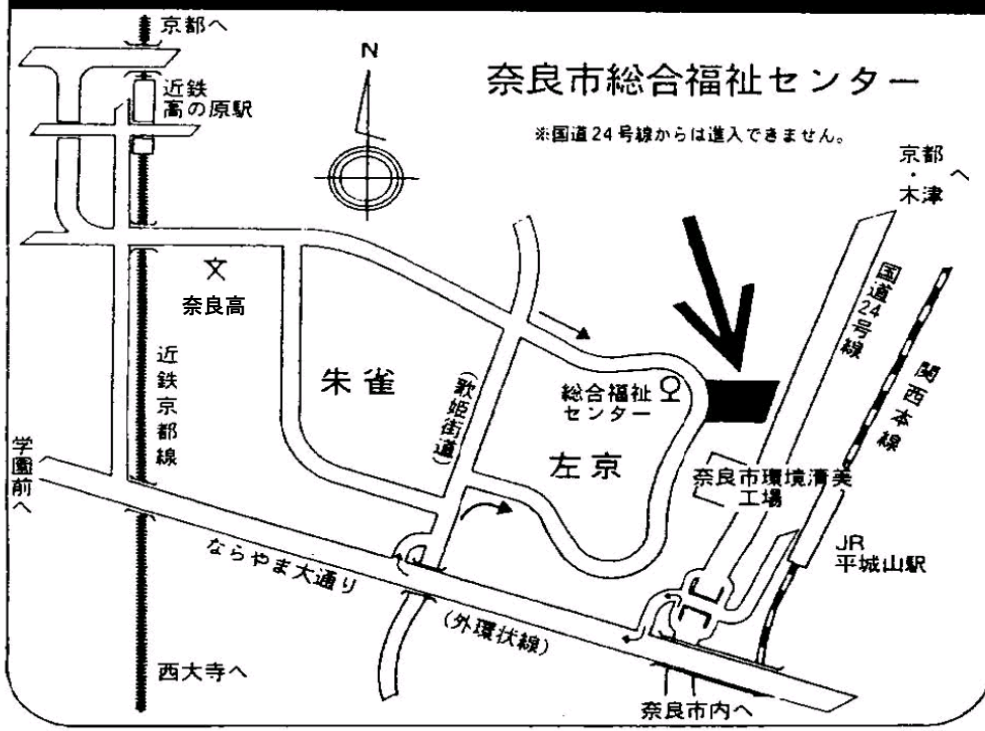 京都へ
近鉄
高の原駅
N
奈良市総合福祉センター
※国道24号線からは進入できません。
京都
・
木津
へ
国道24号線
関西本線
文
奈良高
近鉄京都線
朱雀
(歌姫街道)
総合福祉
センター
左京
奈良市環境清美
工場
学園前へ
JR
平城山駅
ならやま大通り
(外環状線)
西大寺へ
奈良市内へ